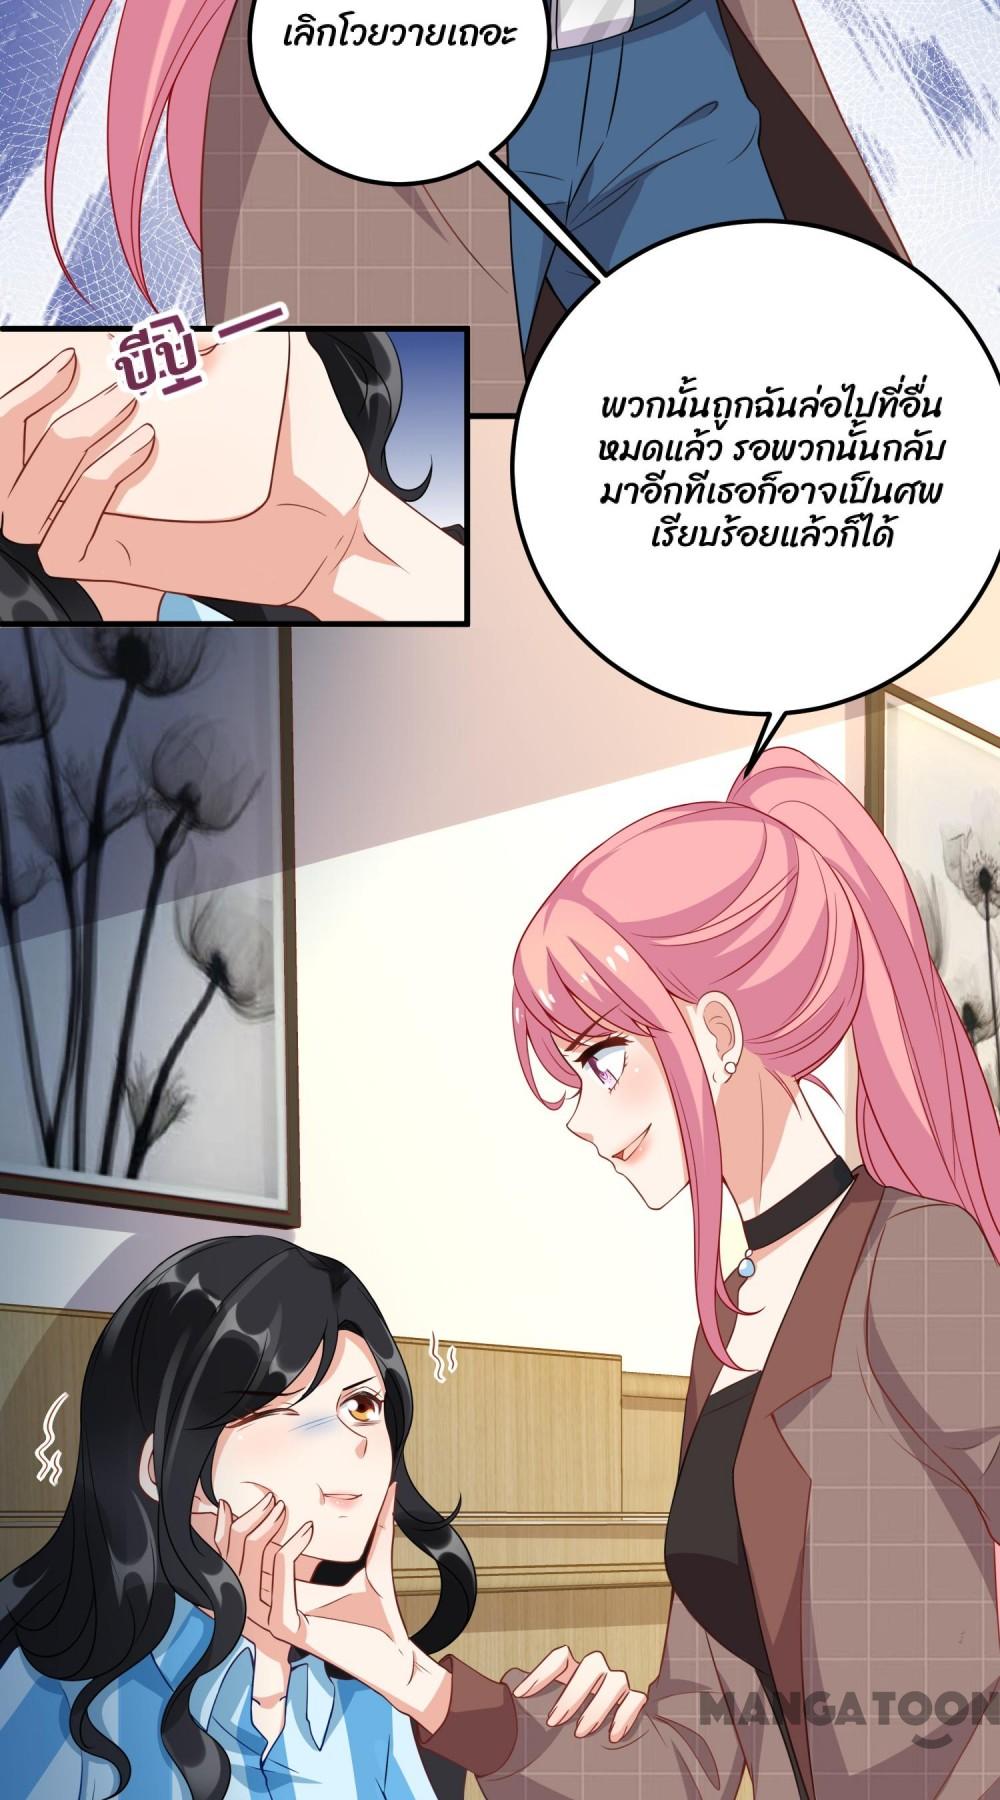 เลิกโวยวายเถอะ
บีบ
พวกนั้นถูกฉันล่อไปที่อื่น
หมดแล้ว รอพวกนั้นกลับ
มาอีกทีเธอก็อาจเป็นศพ
เรียบร้อยแล้วก็ได้
MANGATOON